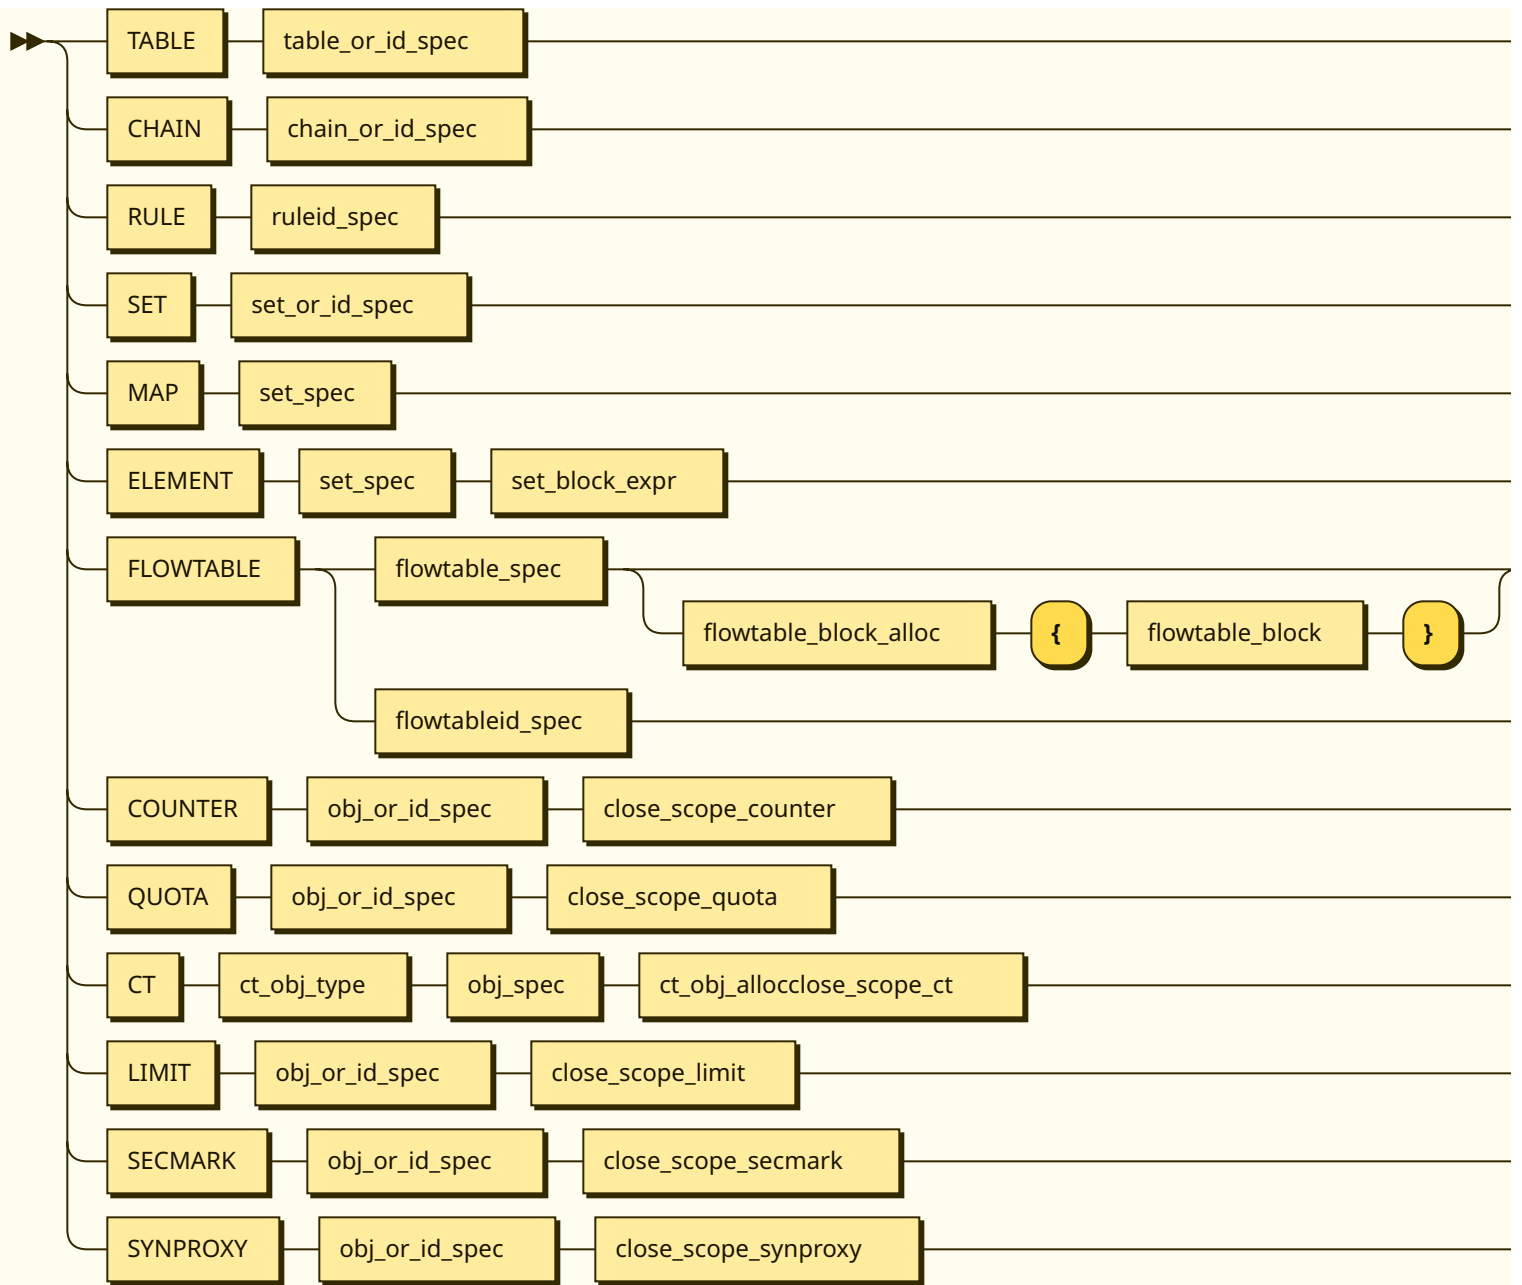 TABLE table_or_id_spec
CHAIN chain_or_id_spec
RULE ruleid_spec
SET set_or_id_spec
MAP set_spec
ELEMENT set_spec set_block_expr
FLOWTABLE flowtable_spec
flowtable_block_alloc { flowtable_block }
flowtableid_spec
COUNTER obj_or_id_spec close_scope_counter
QUOTA obj_or_id_spec close_scope_quota
CT ct_obj_type obj_spec ct_obj_allocclose_scope_ct
LIMIT obj_or_id_spec close_scope_limit
SECMARK obj_or_id_spec close_scope_secmark
SYNPROXY obj_or_id_spec close_scope_synproxy